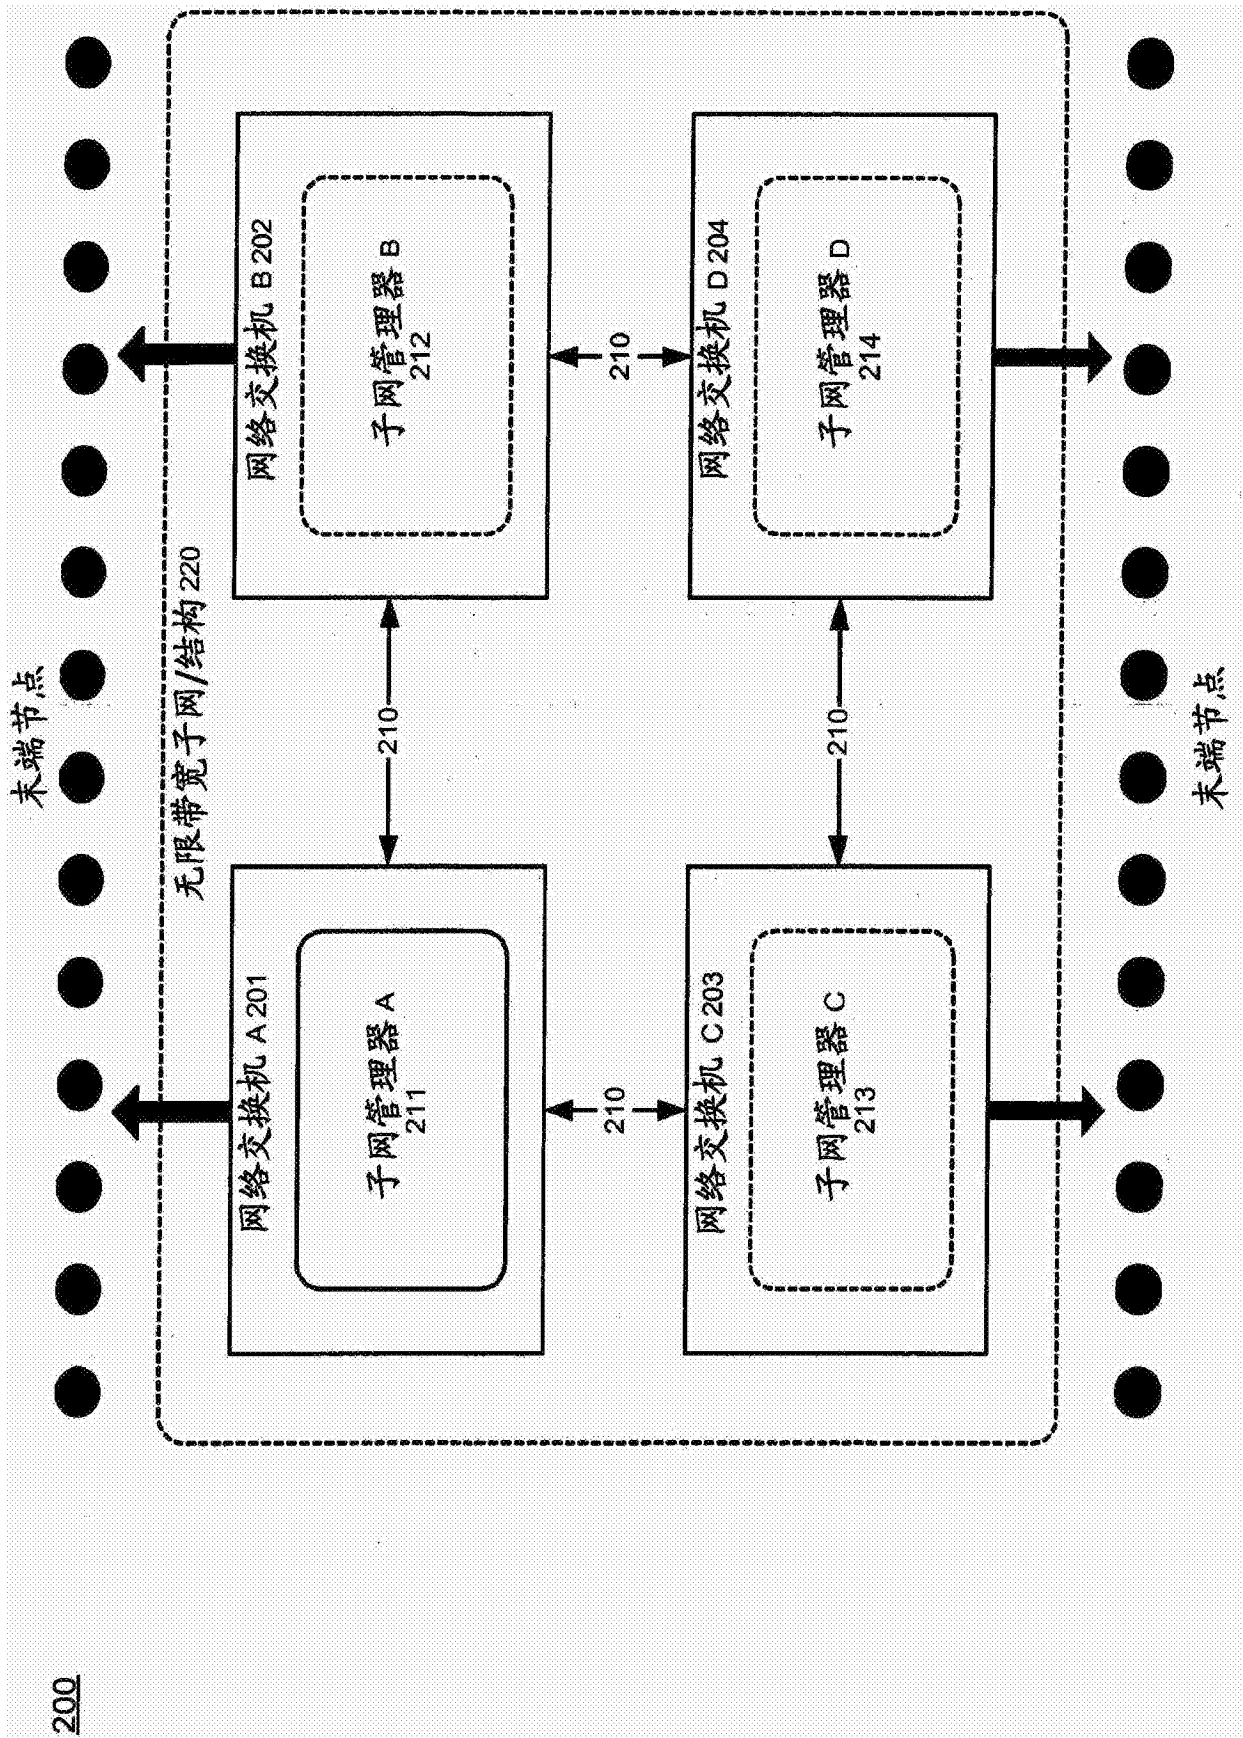 200
末端节点
无限带宽子网/结构220
网络交换机 A 201
子网管理器 A
211
210
网络交换机 B 202
子网管理器 B
212
210
210
网络交换机 C 203
子网管理器 C
213
210
网络交换机 D 204
子网管理器 D
214
末端节点